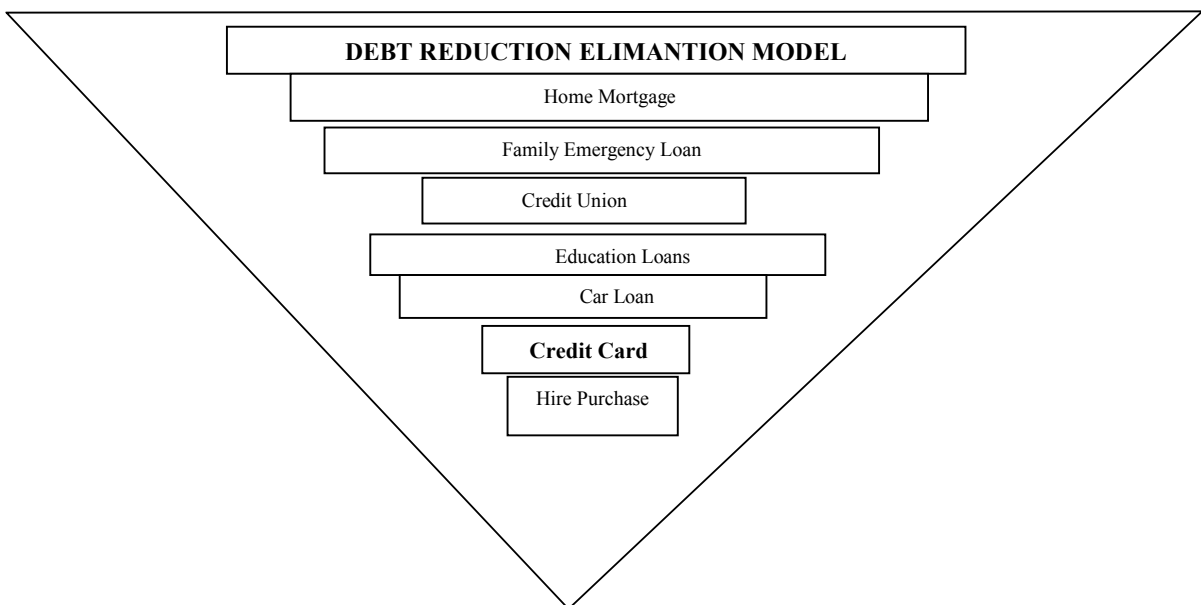 DEBT REDUCTION ELIMANTION MODEL
Home Mortgage
Family Emergency Loan
Credit Union
Education Loans
Car Loan
Credit Card
Hire Purchase